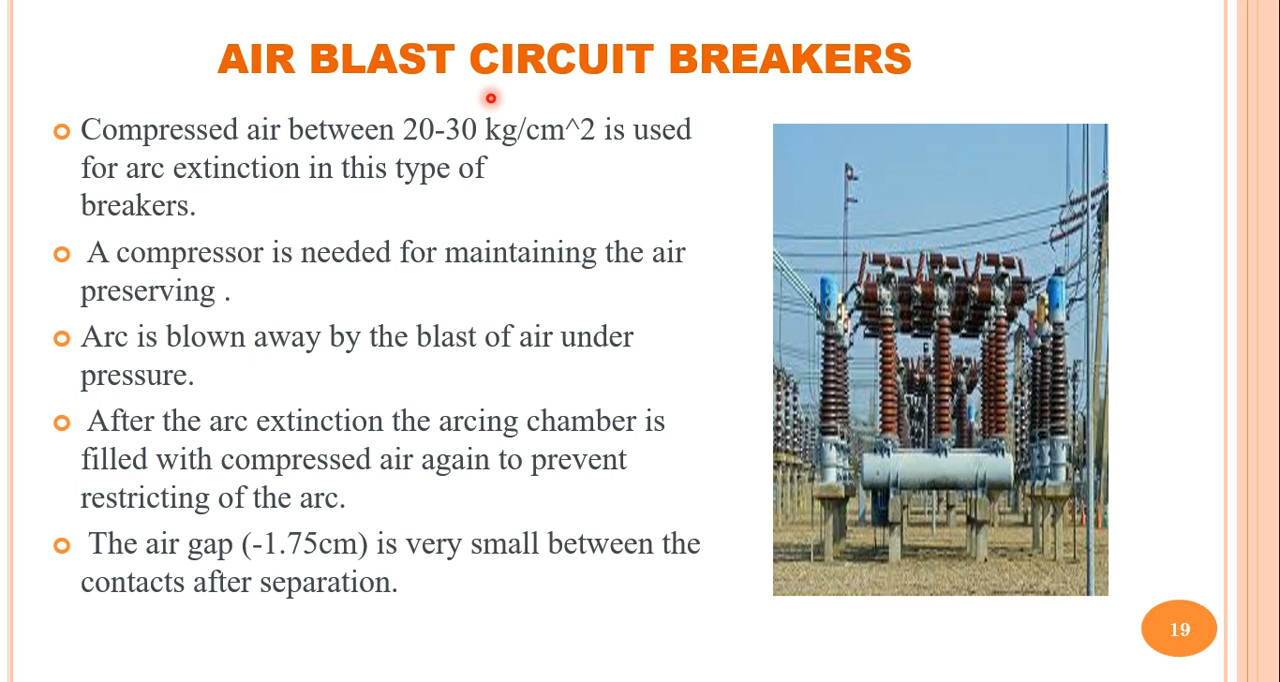 AIR BLAST CIRCUIT BREAKERS
Compressed air between 20-30 kg/cm^2 is used
for arc extinction in this type of
breakers.
A compressor is needed for maintaining the air
preserving .
Arc is blown away by the blast of air under
pressure.
After the arc extinction the arcing chamber is
filled with compressed air again to prevent
restricting of the arc.
The air gap (-1.75cm) is very small between the
contacts after separation.
19